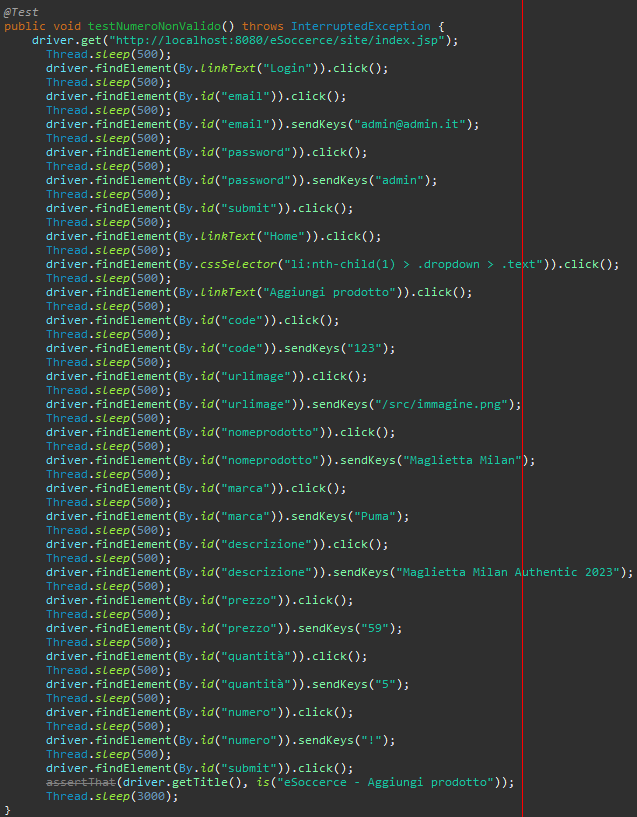 @Test
public void testNumeroNonValido() throws InterruptedException {
driver.get("http://localhost:8080/eSoccerce/site/index.jsp");
Thread.sleep(500);
driver.findElement(By.linkText("Login")).click();
Thread.sleep(500);
driver.findElement(By.id("email")).click();
Thread.sleep(500);
driver.findElement(By.id("email")).sendKeys("admin@admin.it");
Thread.sleep(500);
driver.findElement(By.id("password")).click();
Thread.sleep(500);
driver.findElement(By.id("password")).sendKeys("admin");
Thread.sleep(500);
driver.findElement(By.id("submit")).click();
Thread.sleep(500);
driver.findElement(By.linkText("Home")).click();
Thread.sleep(500);
driver.findElement(By.cssSelector("li:nth-child(1) > .dropdown > .text")).click();
Thread.sleep(500);
driver.findElement(By.linkText("Aggiungi prodotto")).click();
Thread.sleep(500);
driver.findElement(By.id("code")).click();
Thread.sleep(500);
driver.findElement(By.id("code")).sendKeys("123");
Thread.sleep(500);
driver.findElement(By.id("urlimage")).click();
Thread.sleep(500);
driver.findElement(By.id("urlimage")).sendKeys("/src/immagine.png");
Thread.sleep(500);
driver.findElement(By.id("nomeprodotto")).click();
Thread.sleep(500);
driver.findElement(By.id("nomeprodotto")).sendKeys("Maglietta Milan");
Thread.sleep(500);
driver.findElement(By.id("marca")).click();
Thread.sleep(500);
driver.findElement(By.id("marca")).sendKeys("Puma");
Thread.sleep(500);
driver.findElement(By.id("descrizione")).click();
Thread.sleep(500);
driver.findElement(By.id("descrizione")).sendKeys("Maglietta Milan Authentic 2023");
Thread.sleep(500);
driver.findElement(By.id("prezzo")).click();
Thread.sleep(500);
driver.findElement(By.id("prezzo")).sendKeys("59");
Thread.sleep(500);
driver.findElement(By.id("quantità")).click();
Thread.sleep(500);
driver.findElement(By.id("quantità")).sendKeys("5");
Thread.sleep(500);
driver.findElement(By.id("numero")).click();
Thread.sleep(500);
driver.findElement(By.id("numero")).sendKeys("!");
Thread.sleep(500);
driver.findElement(By.id("submit")).click();
assertThat(driver.getTitle(), is("eSoccerce - Aggiungi prodotto"));
Thread.sleep(3000);
}